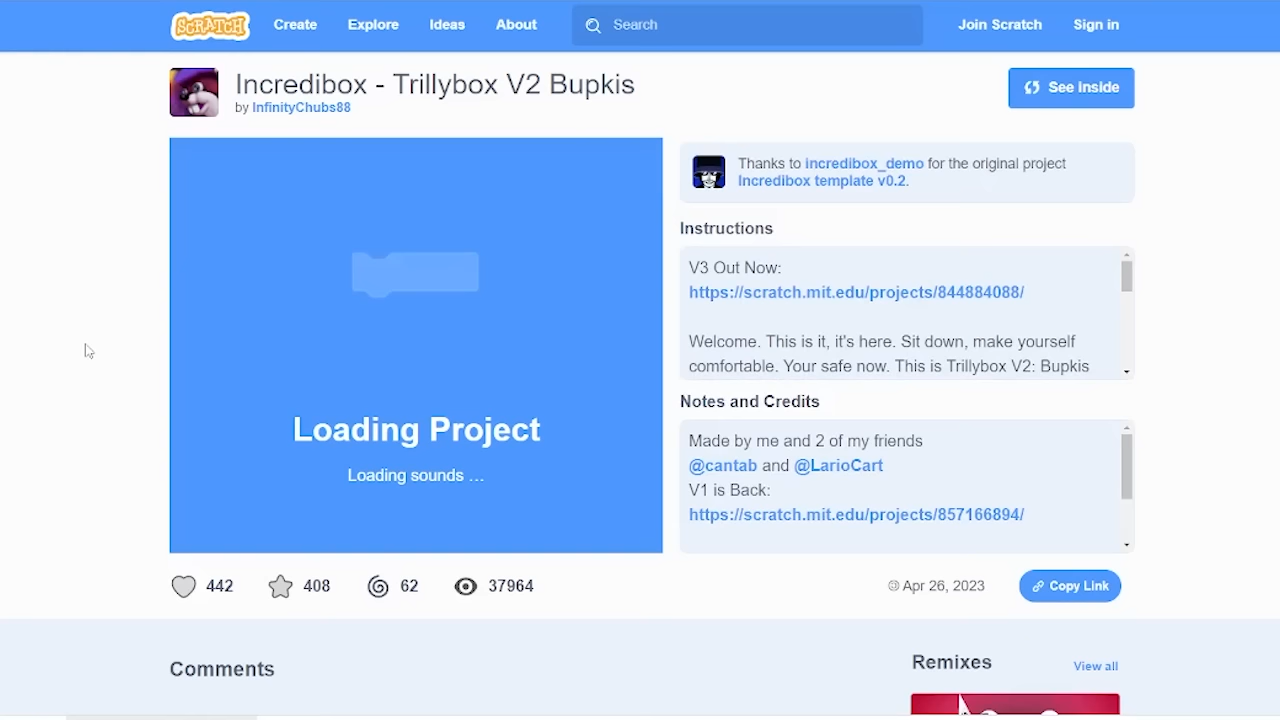 SCRATCH Create Explore Ideas About Search Join Scratch Sign in
Incredibox - Trillybox V2 Bupkis
by InfinityChubs88
See Inside
Loading Project
Loading sounds …
Thanks to incredibox_demo for the original project
Incredibox template v0.2.
Instructions
V3 Out Now:
https://scratch.mit.edu/projects/844884088/
Welcome. This is it, it's here. Sit down, make yourself
comfortable. Your safe now. This is Trillybox V2: Bupkis
Notes and Credits
Made by me and 2 of my friends
@cantab and @LarioCart
V1 is Back:
https://scratch.mit.edu/projects/857166894/
442 408 62 37964
Apr 26, 2023
Copy Link
Comments
Remixes
View all